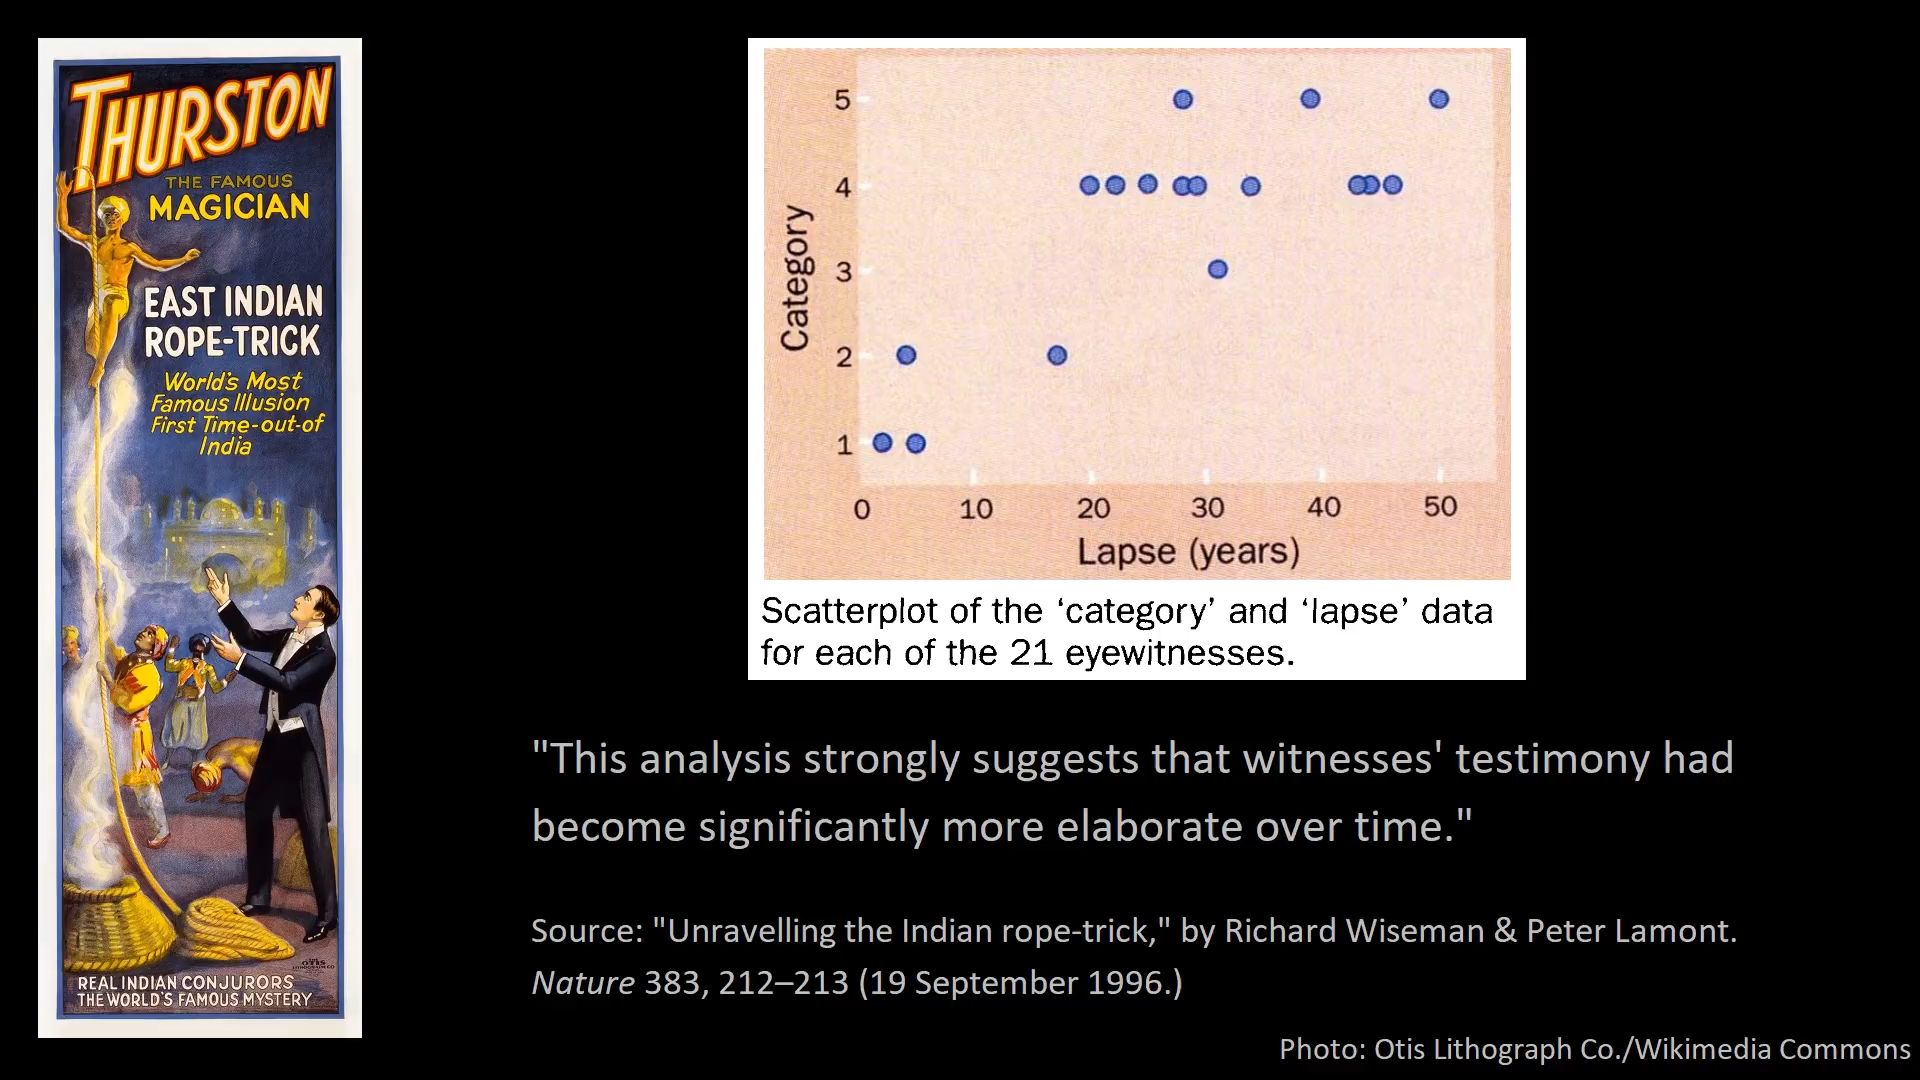 THURSTON
THE FAMOUS
MAGICIAN
EAST INDIAN
ROPE-TRICK
World's Most
Famous Illusion
First Time-out-of
India
REAL INDIAN CONJURORS
THE WORLD'S FAMOUS MYSTERY
5
4
3
2
1
Category
0 10 20 30 40 50
Lapse (years)
Scatterplot of the ‘category’ and ‘lapse’ data
for each of the 21 eyewitnesses.
"This analysis strongly suggests that witnesses' testimony had
become significantly more elaborate over time."
Source: "Unravelling the Indian rope-trick," by Richard Wiseman & Peter Lamont.
Nature 383, 212–213 (19 September 1996.)
Photo: Otis Lithograph Co./Wikimedia Commons